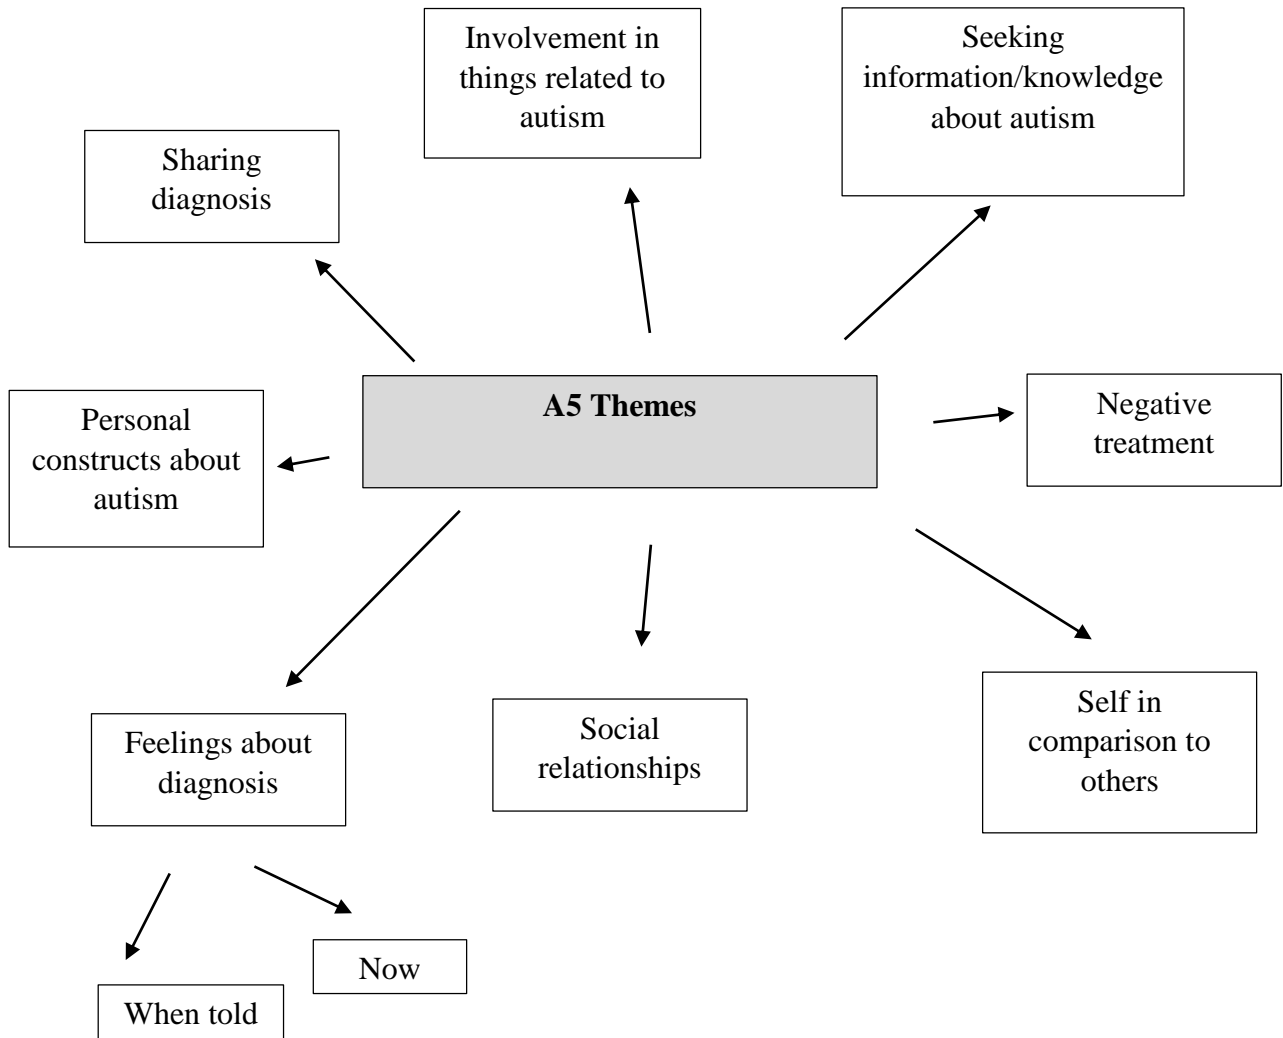 Involvement in
things related to
autism
Seeking
information/knowledge
about autism
Sharing
diagnosis
A5 Themes
Negative
treatment
Personal
constructs about
autism
Feelings about
diagnosis
Social
relationships
Self in
comparison to
others
Now
When told